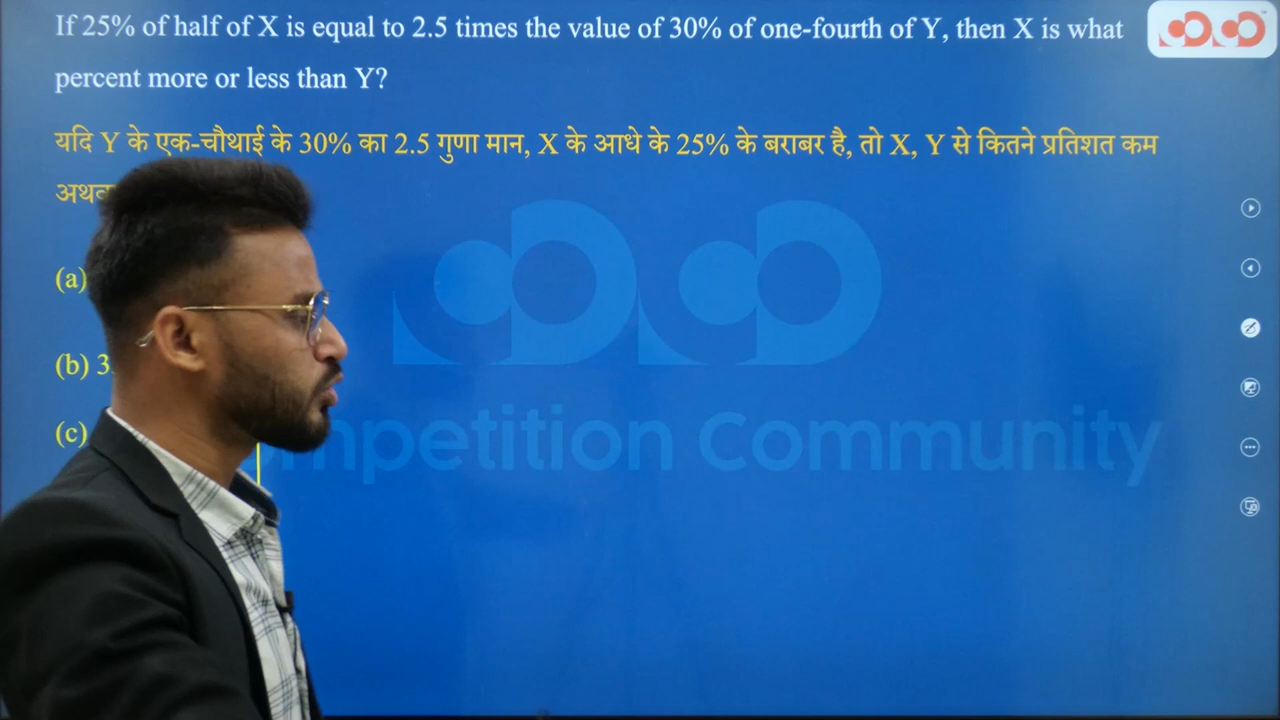 If 25% of half of X is equal to 2.5 times the value of 30% of one-fourth of Y, then X is what
percent more or less than Y?
यदि Y के एक-चौथाई के 30% का 2.5 गुणा मान, X के आधे के 25% के बराबर है, तो X, Y से कितने प्रतिशत कम
(a)
(b) 3
(c)
Competition Community